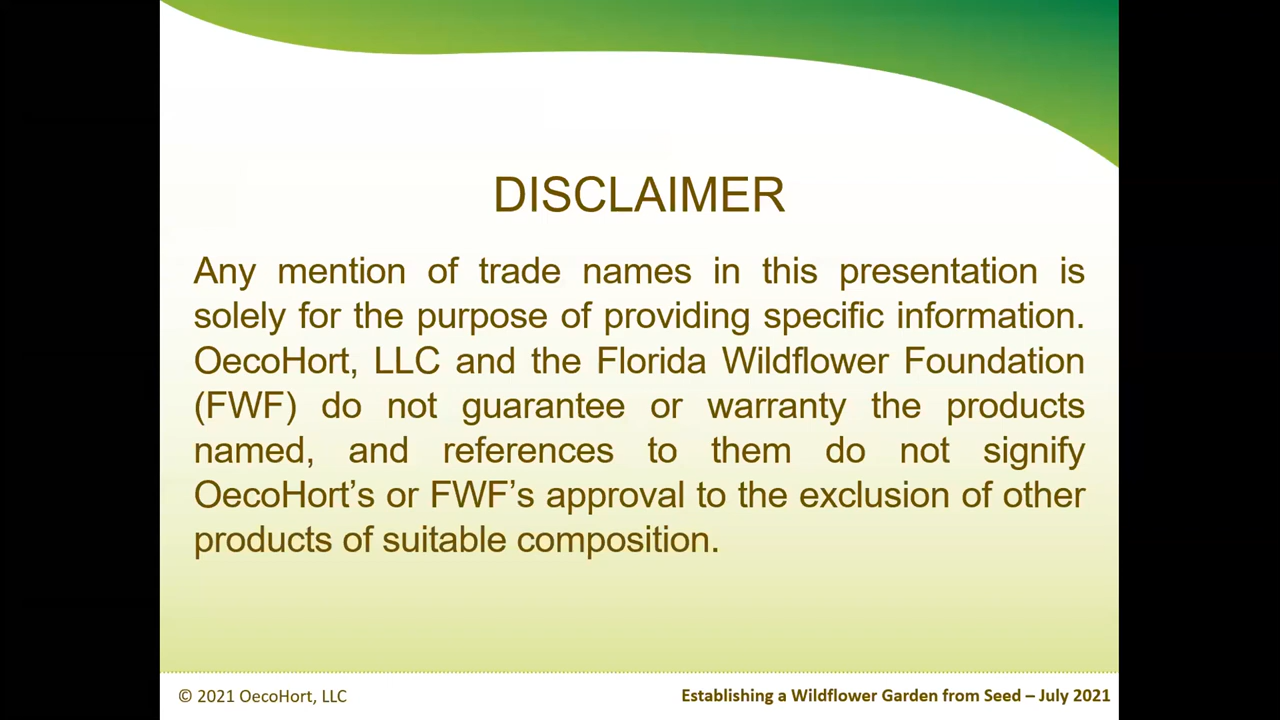 DISCLAIMER
Any mention of trade names in this presentation is
solely for the purpose of providing specific information.
OecoHort, LLC and the Florida Wildflower Foundation
(FWF) do not guarantee or warranty the products
named, and references to them do not signify
OecoHort’s or FWF’s approval to the exclusion of other
products of suitable composition.
© 2021 OecoHort, LLC
Establishing a Wildflower Garden from Seed – July 2021